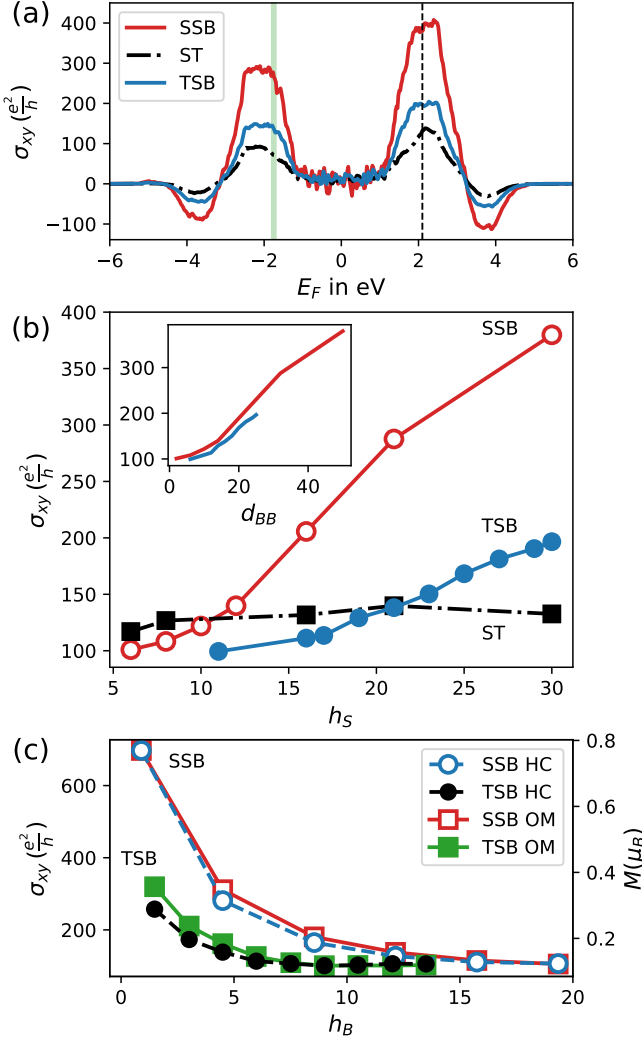 (a)
SSB
ST
TSB
σxy (e²/h)
400
300
200
100
0
−100
−6 −4 −2 0 2 4 6
E_F in eV
(b)
σxy (e²/h)
400
350
300
250
200
150
100
SSB
TSB
ST
300
200
100
0 20 40
d_BB
5 10 15 20 25 30
h_S
(c)
σxy (e²/h)
600
400
200
SSB
TSB
SSB HC
TSB HC
SSB OM
TSB OM
0.8
0.6
0.4
0.2
M(μ_B)
0 5 10 15 20
h_B